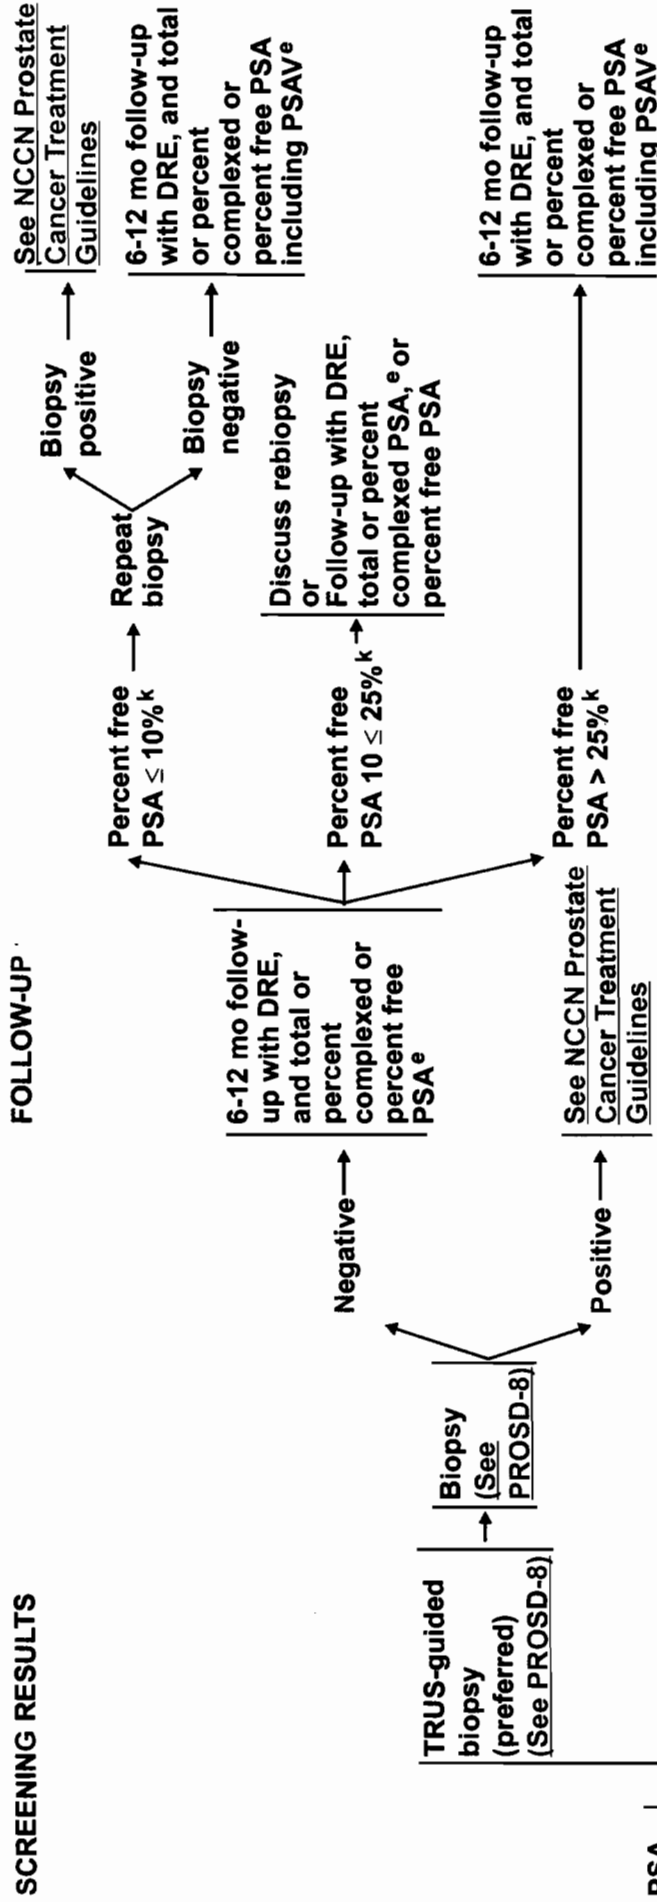 SCREENING RESULTS
FOLLOW-UP
TRUS-guided
biopsy
(preferred)
(See PROSD-8)
Biopsy
(See
PROSD-8)
Negative
6-12 mo follow-
up with DRE,
and total or
percent
complexed or
percent free
PSAe
Percent free
PSA ≤ 10%k
Repeat
biopsy
Biopsy
positive
See NCCN Prostate
Cancer Treatment
Guidelines
Biopsy
negative
6-12 mo follow-up
with DRE, and total
or percent
complexed or
percent free PSA
including PSAVe
Percent free
PSA 10 ≤ 25%k
Discuss rebiopsy
or
Follow-up with DRE,
total or percent
complexed PSA,e or
percent free PSA
Percent free
PSA > 25%k
6-12 mo follow-up
with DRE, and total
or percent
complexed or
percent free PSA
including PSAVe
Positive
See NCCN Prostate
Cancer Treatment
Guidelines
PSA